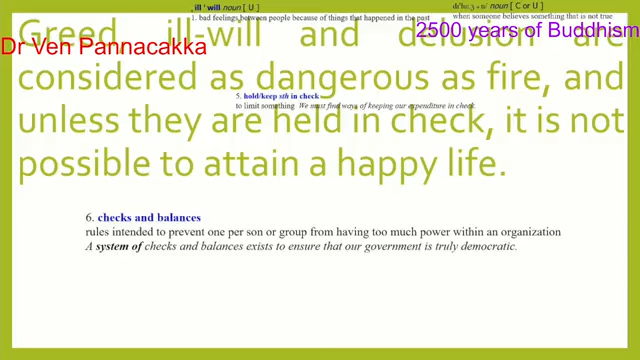 , ill ' will noun [ U ]
1. bad feelings between people because of things that happened in the past
noun [ C or U ]
when someone believes something that is not true
Greed ill-will and delusion are
Dr Ven Pannacakka
2500 years of Buddhism
considered as dangerous as fire, and
5. hold/keep sth in check
to limit something We must find ways of keeping our expenditure in check.
unless they are held in check, it is not
possible to attain a happy life.
6. checks and balances
rules intended to prevent one per son or group from having too much power within an organization
A system of checks and balances exists to ensure that our government is truly democratic.